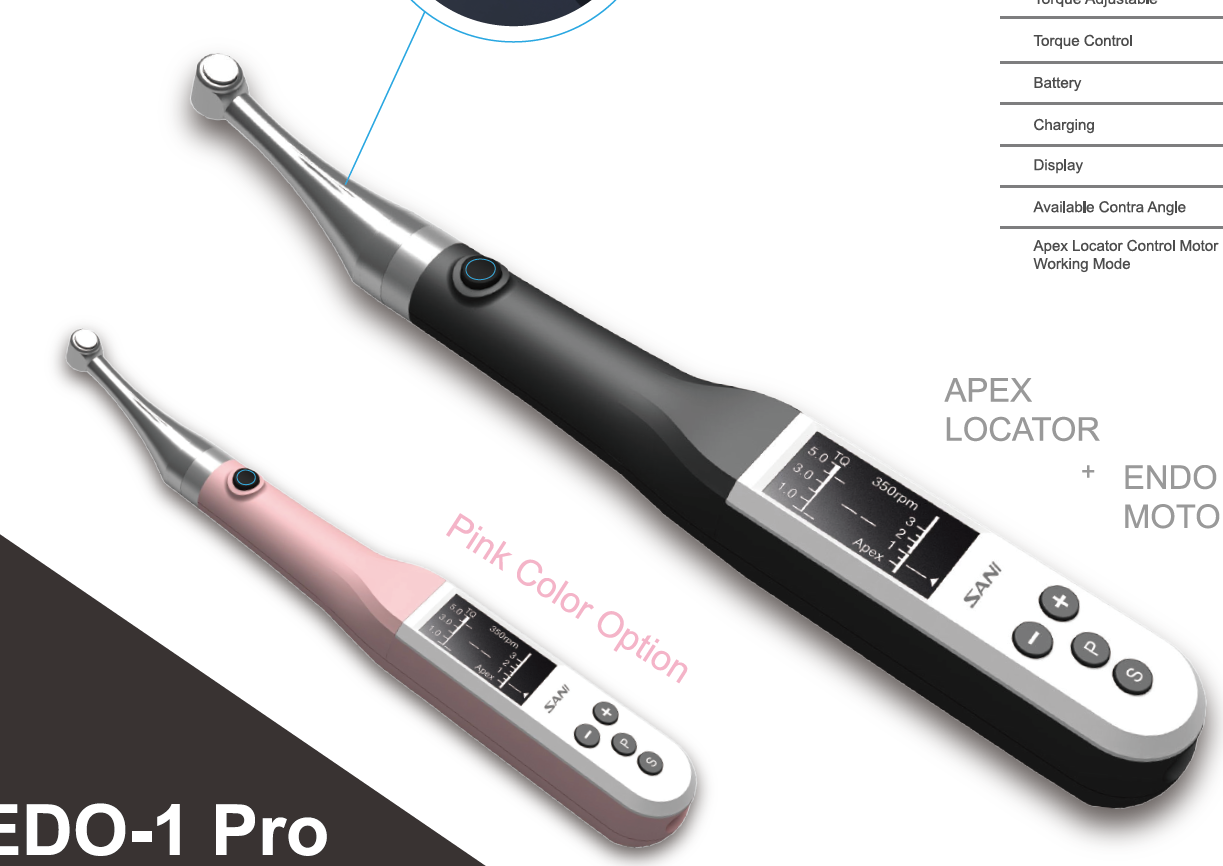 Torque Adjustable
Torque Control
Battery
Charging
Display
Available Contra Angle
Apex Locator Control Motor
Working Mode
APEX
LOCATOR
+
ENDO
MOTO
5.0 TQ
3.0
1.0
350rpm
3
2
1
Apex
SANI
+
−
P
S
Pink Color Option
5.0 TQ
3.0
1.0
350rpm
3
2
1
Apex
SANI
+
−
P
S
EDO-1 Pro